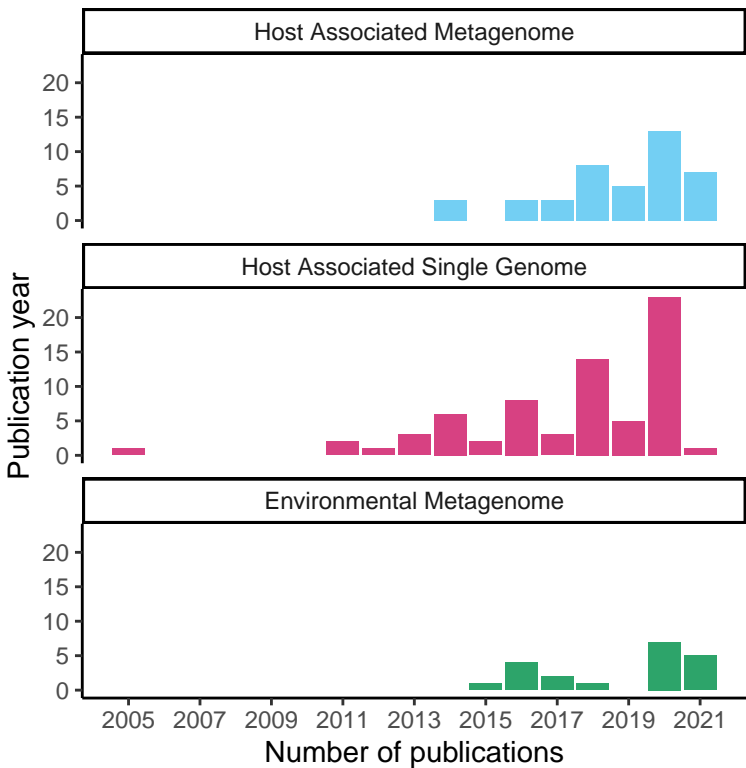 Host Associated Metagenome
20
15
10
5
0
Host Associated Single Genome
20
15
10
5
0
Environmental Metagenome
20
15
10
5
0
Publication year
2005 2007 2009 2011 2013 2015 2017 2019 2021
Number of publications